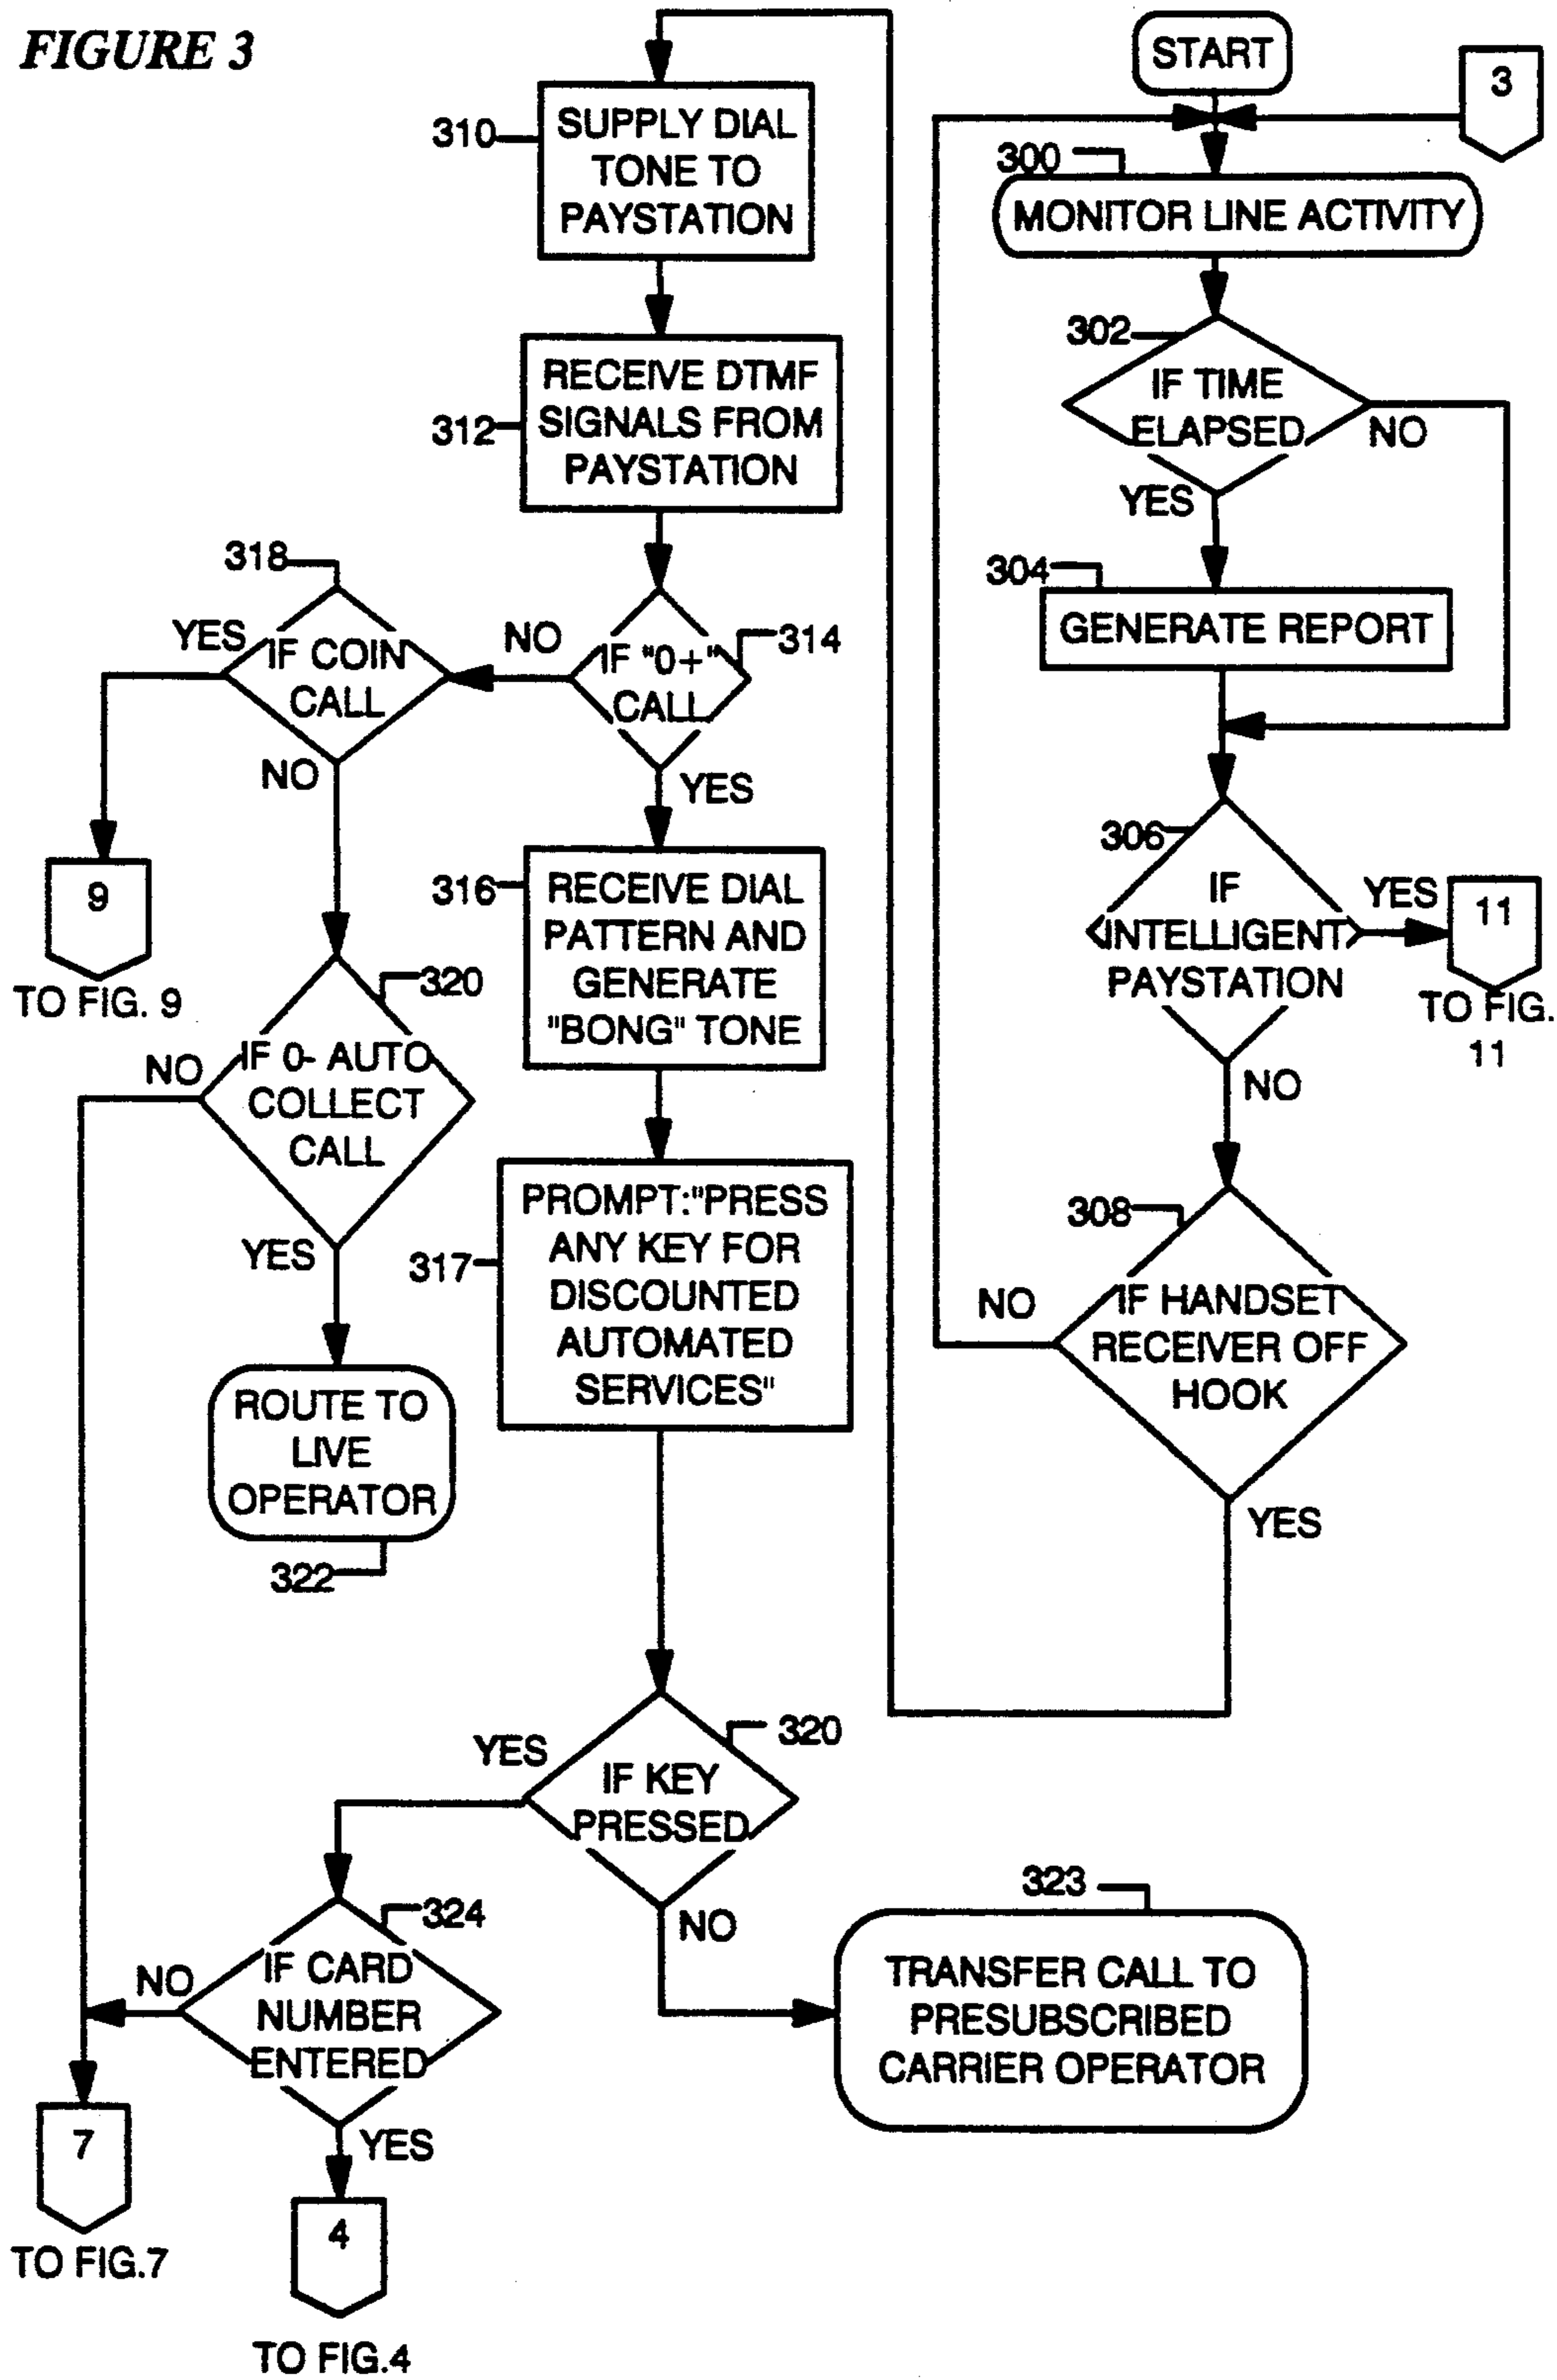 FIGURE 3
START
3
300
MONITOR LINE ACTIVITY
302
IF TIME
ELAPSED
NO
YES
304
GENERATE REPORT
306
IF
INTELLIGENT
PAYSTATION
YES
11
TO FIG.
11
NO
308
IF HANDSET
RECEIVER OFF
HOOK
NO
YES
310
SUPPLY DIAL
TONE TO
PAYSTATION
312
RECEIVE DTMF
SIGNALS FROM
PAYSTATION
314
IF "0+"
CALL
NO
YES
318
IF COIN
CALL
YES
NO
9
TO FIG. 9
316
RECEIVE DIAL
PATTERN AND
GENERATE
"BONG" TONE
320
IF 0- AUTO
COLLECT
CALL
NO
YES
317
PROMPT:"PRESS
ANY KEY FOR
DISCOUNTED
AUTOMATED
SERVICES"
ROUTE TO
LIVE
OPERATOR
322
320
IF KEY
PRESSED
YES
NO
323
TRANSFER CALL TO
PRESUBSCRIBED
CARRIER OPERATOR
324
IF CARD
NUMBER
ENTERED
NO
YES
7
TO FIG.7
4
TO FIG.4